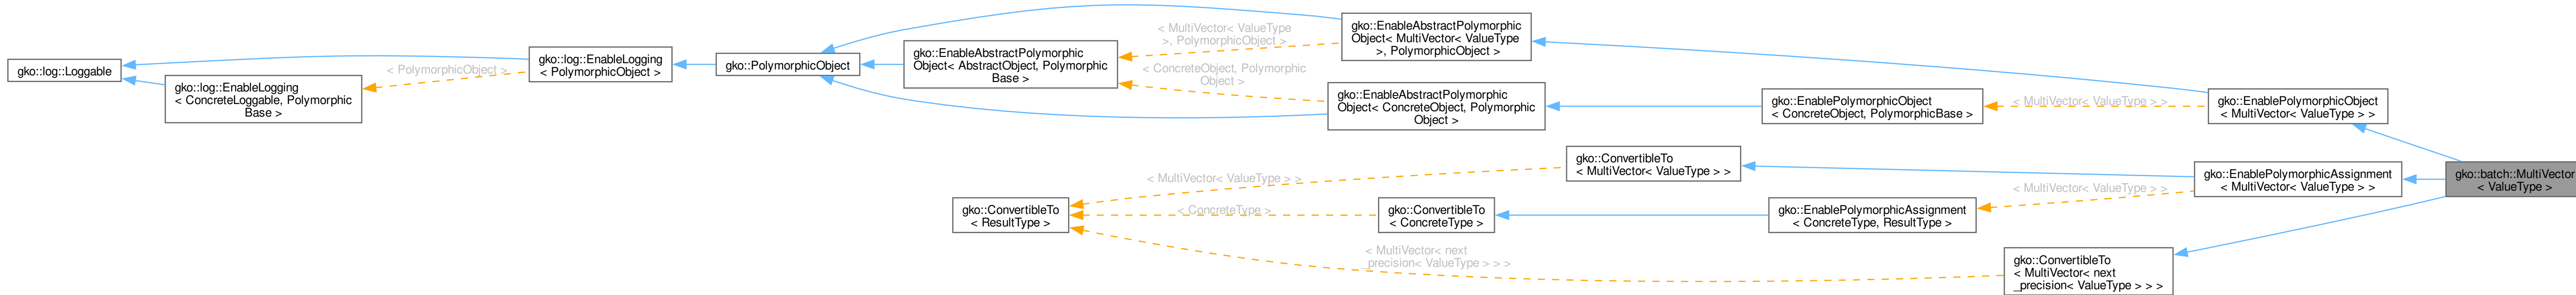 gko::log::Loggable
gko::log::EnableLogging
< ConcreteLoggable, Polymorphic
Base >
< PolymorphicObject >
gko::log::EnableLogging
< PolymorphicObject >
gko::PolymorphicObject
gko::EnableAbstractPolymorphic
Object< AbstractObject, Polymorphic
Base >
< MultiVector< ValueType
>, PolymorphicObject >
< ConcreteObject, Polymorphic
Object >
gko::EnableAbstractPolymorphic
Object< MultiVector< ValueType
>, PolymorphicObject >
gko::EnableAbstractPolymorphic
Object< ConcreteObject, Polymorphic
Object >
gko::EnablePolymorphicObject
< ConcreteObject, PolymorphicBase >
< MultiVector< ValueType > >
gko::EnablePolymorphicObject
< MultiVector< ValueType > >
gko::ConvertibleTo
< ResultType >
< MultiVector< ValueType > >
< ConcreteType >
< MultiVector< next
_precision< ValueType > > >
gko::ConvertibleTo
< MultiVector< ValueType > >
gko::ConvertibleTo
< ConcreteType >
gko::EnablePolymorphicAssignment
< ConcreteType, ResultType >
< MultiVector< ValueType > >
gko::EnablePolymorphicAssignment
< MultiVector< ValueType > >
gko::ConvertibleTo
< MultiVector< next
_precision< ValueType > > >
gko::batch::MultiVector
< ValueType >